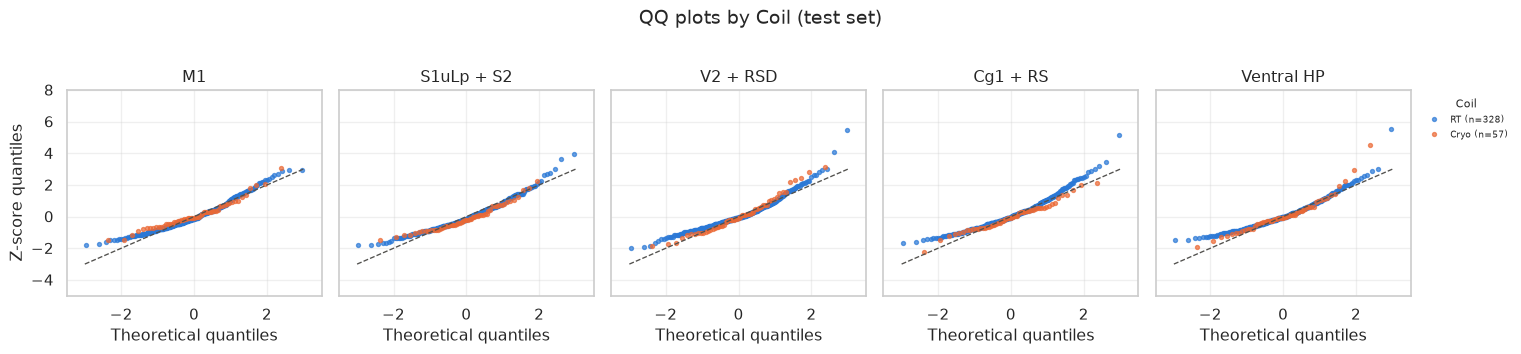 QQ plots by Coil (test set)
M1
S1uLp + S2
V2 + RSD
Cg1 + RS
Ventral HP
Z-score quantiles
8
6
4
2
0
−2
−4
−2 0 2
−2 0 2
−2 0 2
−2 0 2
−2 0 2
Theoretical quantiles
Theoretical quantiles
Theoretical quantiles
Theoretical quantiles
Theoretical quantiles
Coil
RT (n=328)
Cryo (n=57)